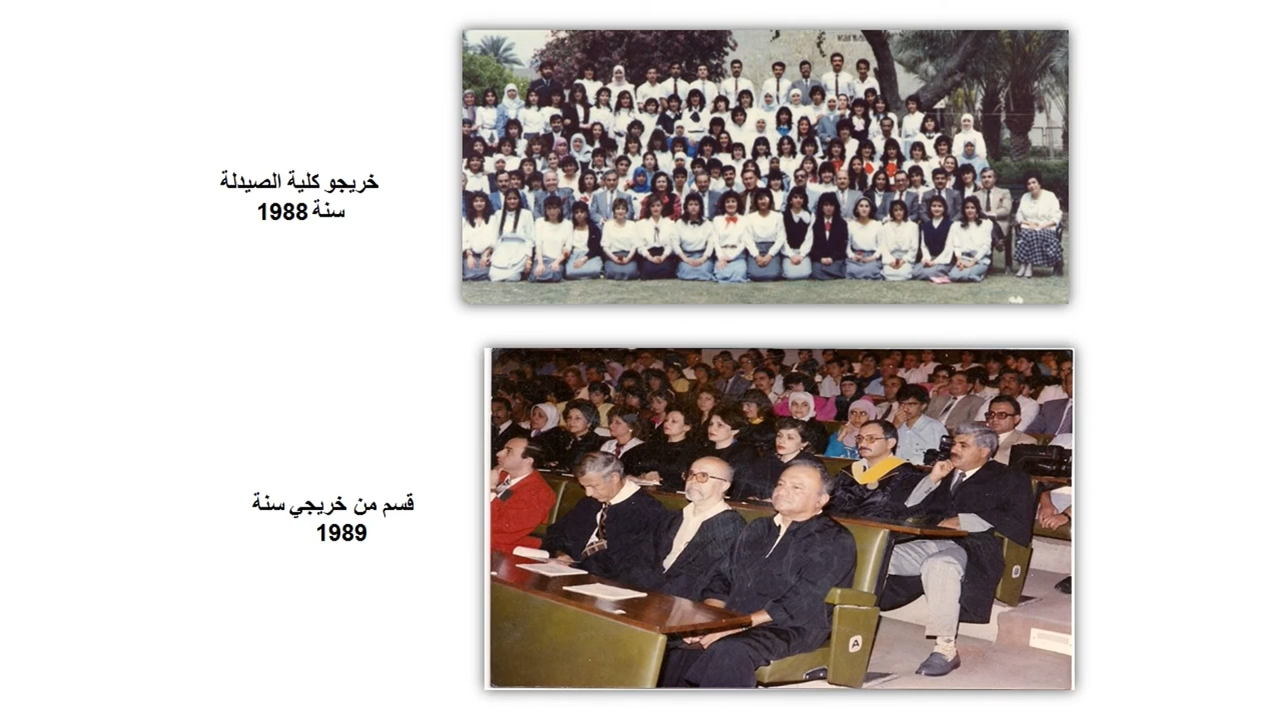 خريجو كلية الصيدلة
سنة 1988
قسم من خريجي سنة
1989
A